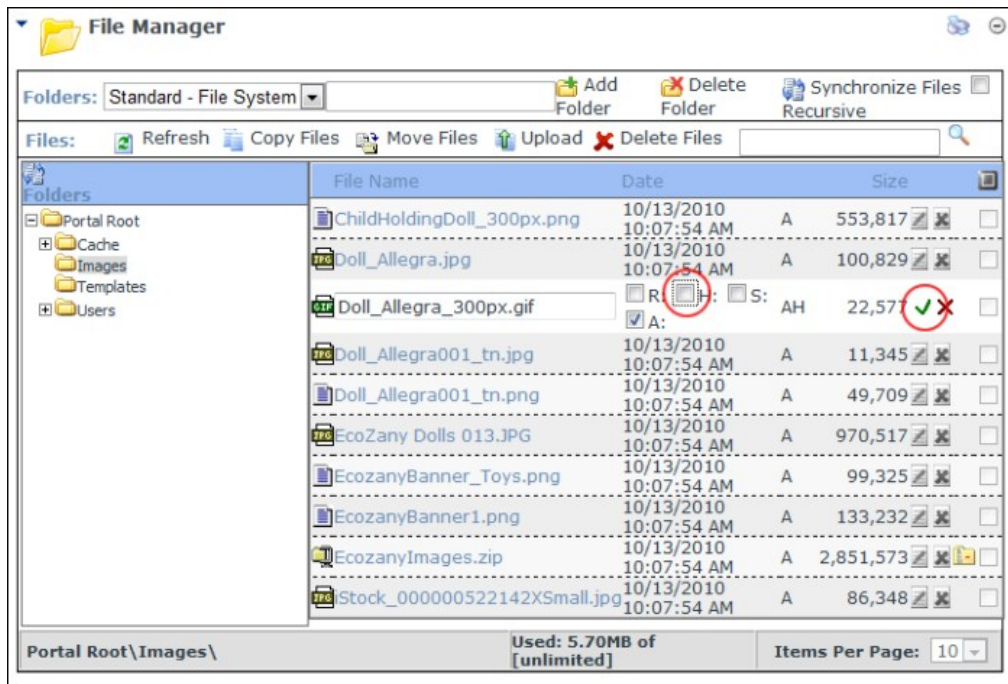 File Manager
Folders: Standard - File System Add Folder Delete Folder Synchronize Files Recursive
Files: Refresh Copy Files Move Files Upload Delete Files
Folders
Portal Root
Cache
Images
Templates
Users
File Name Date Size
ChildHoldingDoll_300px.png 10/13/2010 10:07:54 AM A 553,817
Doll_Allegra.jpg 10/13/2010 10:07:54 AM A 100,829
Doll_Allegra_300px.gif R: H: S: A: AH 22,577
Doll_Allegra001_tn.jpg 10/13/2010 10:07:54 AM A 11,345
Doll_Allegra001_tn.png 10/13/2010 10:07:54 AM A 49,709
EcoZany Dolls 013.JPG 10/13/2010 10:07:54 AM A 970,517
EcozanyBanner_Toys.png 10/13/2010 10:07:54 AM A 99,325
EcozanyBanner1.png 10/13/2010 10:07:54 AM A 133,232
EcozanyImages.zip 10/13/2010 10:07:54 AM A 2,851,573
iStock_000000522142XSmall.jpg 10/13/2010 10:07:54 AM A 86,348
Portal Root\Images\ Used: 5.70MB of [unlimited] Items Per Page: 10